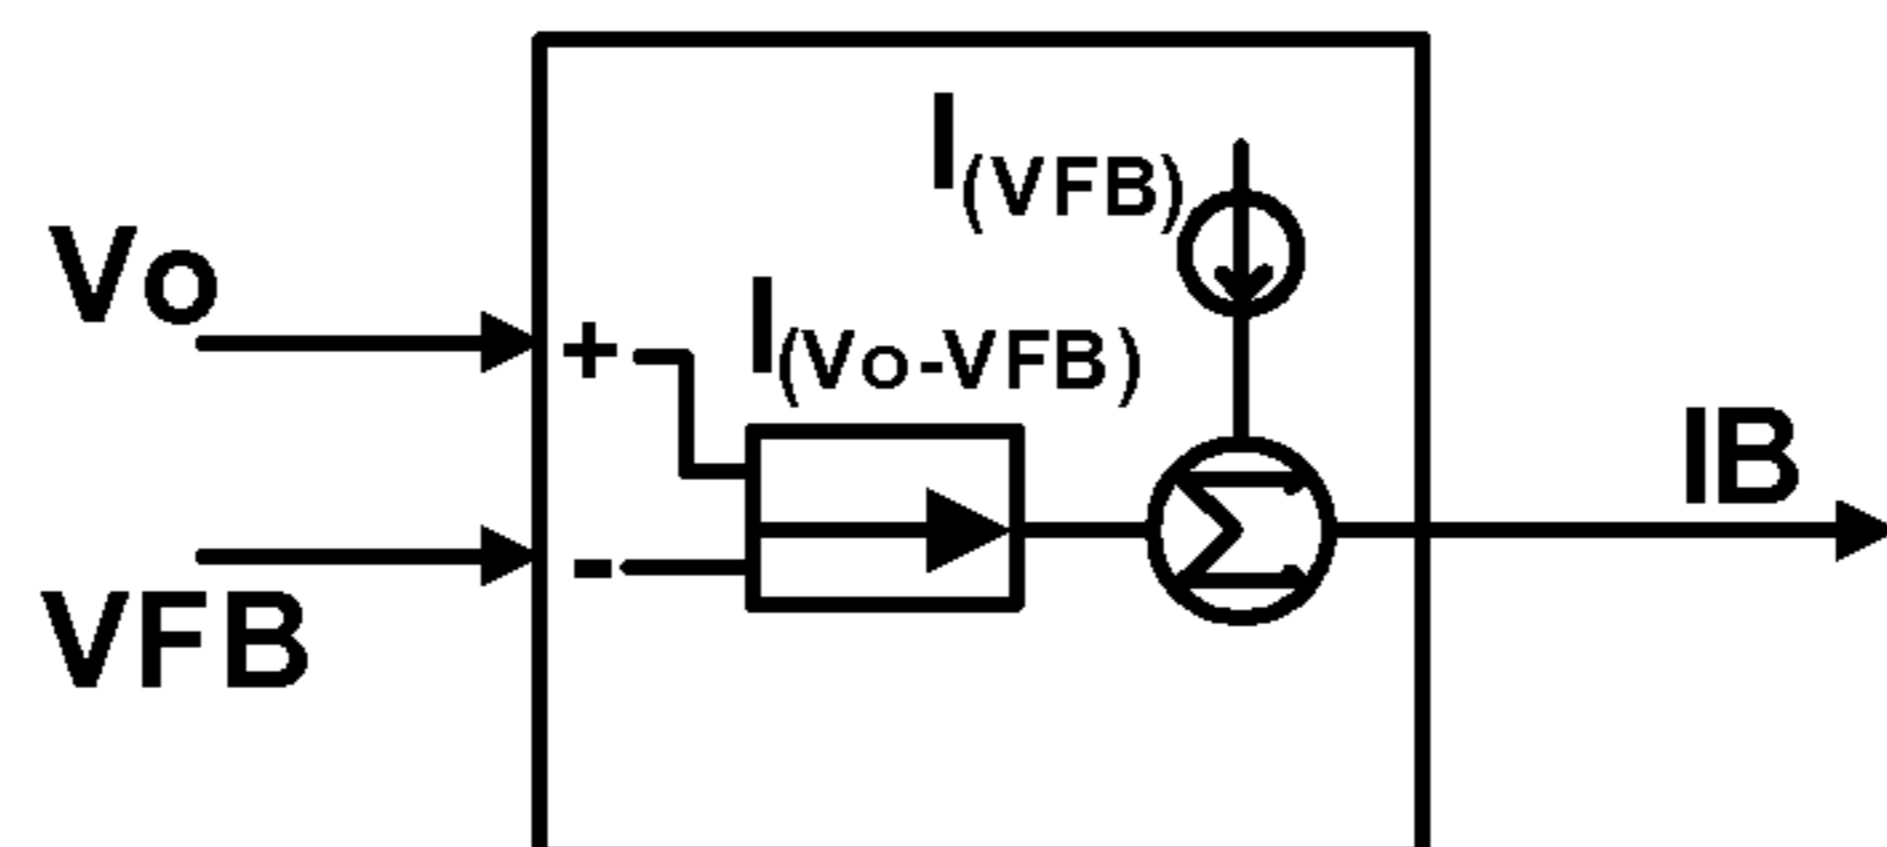 I(VFB)
Vo
+
I(Vo-VFB)
IB
-
VFB
Σ